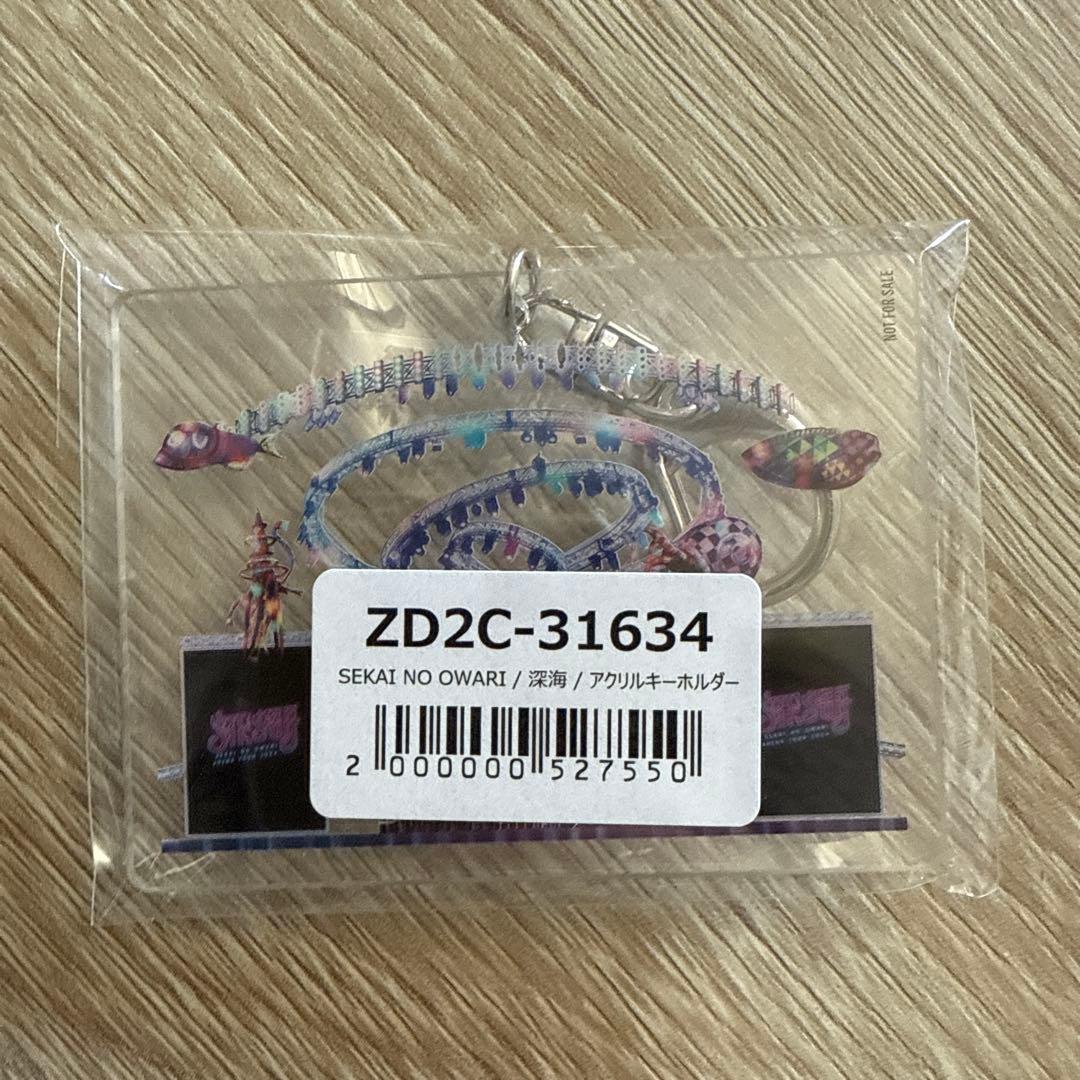 NOT FOR SALE
ZD2C-31634
SEKAI NO OWARI / 深海 / アクリルキーホルダー
2 000000 527550